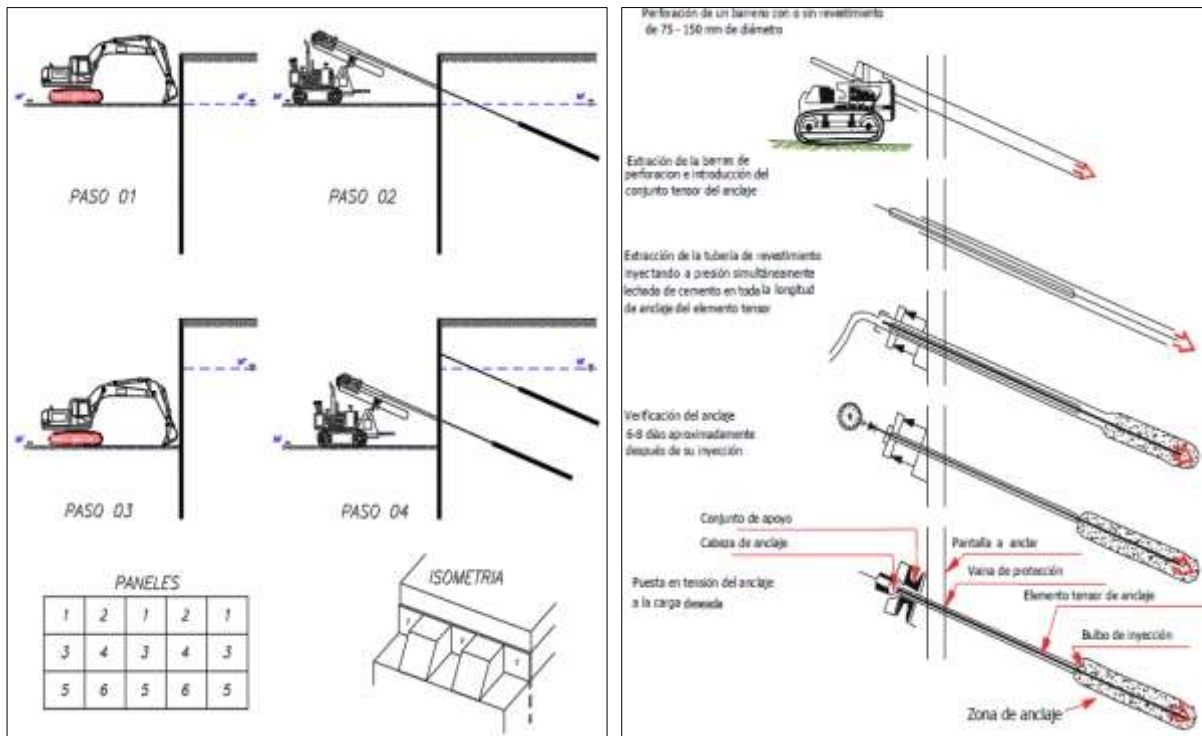 PASO 01
PASO 02
PASO 03
PASO 04
PANELES
1 2 1 2 1
3 4 3 4 3
5 6 5 6 5
ISOMETRIA
1
1
1
Perforación de un barreno con o sin revestimiento
de 75 - 150 mm de diámetro
Extración de la barras de
perforacion e introducción del
conjunto tensor del anclaje
Extracción de la tubería de revestimiento
inyectando a presión simultáneamente
lechada de cemento en toda la longitud
de anclaje del elemento tensor
Verificación del anclaje
6-8 días aproximadamente
después de su inyección
Conjunto de apoyo
Cabeza de anclaje
Pantalla a anclar
Vaina de protección
Puesta en tensión del anclaje
a la carga deseada
Elemento tensor de anclaje
Bulbo de inyección
Zona de anclaje